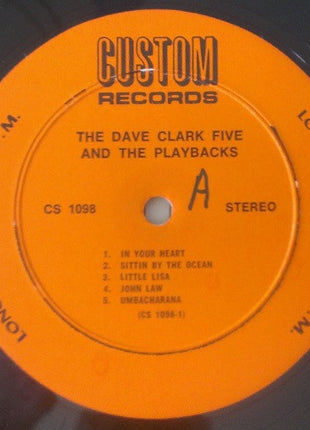 CUSTOM
RECORDS
THE DAVE CLARK FIVE
AND THE PLAYBACKS
CS 1098
A
STEREO
1. IN YOUR HEART
2. SITTIN BY THE OCEAN
3. LITTLE LISA
4. JOHN LAW
5. UMBACHARANA
(CS 1098-1)